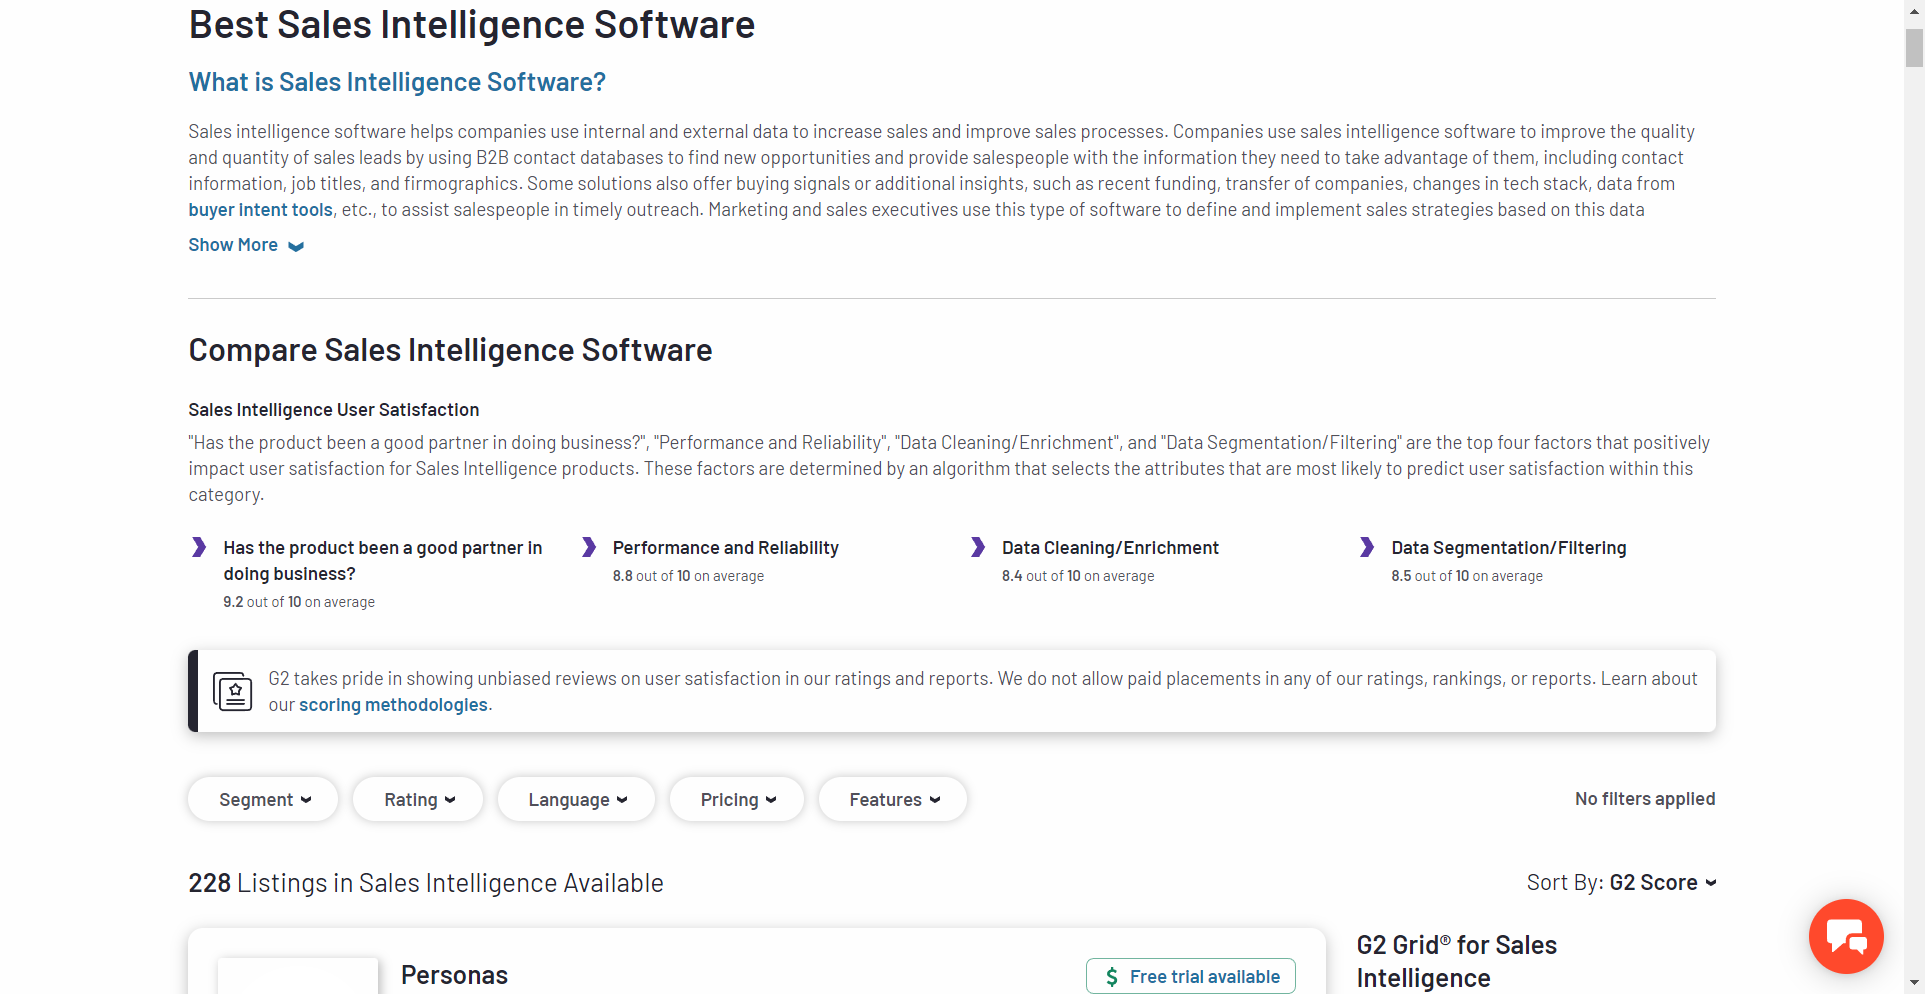 Best Sales Intelligence Software
What is Sales Intelligence Software?
Sales intelligence software helps companies use internal and external data to increase sales and improve sales processes. Companies use sales intelligence software to improve the quality
and quantity of sales leads by using B2B contact databases to find new opportunities and provide salespeople with the information they need to take advantage of them, including contact
information, job titles, and firmographics. Some solutions also offer buying signals or additional insights, such as recent funding, transfer of companies, changes in tech stack, data from
buyer intent tools, etc., to assist salespeople in timely outreach. Marketing and sales executives use this type of software to define and implement sales strategies based on this data
Show More
Compare Sales Intelligence Software
Sales Intelligence User Satisfaction
"Has the product been a good partner in doing business?", "Performance and Reliability", "Data Cleaning/Enrichment", and "Data Segmentation/Filtering" are the top four factors that positively
impact user satisfaction for Sales Intelligence products. These factors are determined by an algorithm that selects the attributes that are most likely to predict user satisfaction within this
category.
Has the product been a good partner in
doing business?
9.2 out of 10 on average
Performance and Reliability
8.8 out of 10 on average
Data Cleaning/Enrichment
8.4 out of 10 on average
Data Segmentation/Filtering
8.5 out of 10 on average
G2 takes pride in showing unbiased reviews on user satisfaction in our ratings and reports. We do not allow paid placements in any of our ratings, rankings, or reports. Learn about
our scoring methodologies.
Segment
Rating
Language
Pricing
Features
No filters applied
228 Listings in Sales Intelligence Available
Sort By: G2 Score
Personas
$ Free trial available
G2 Grid® for Sales
Intelligence